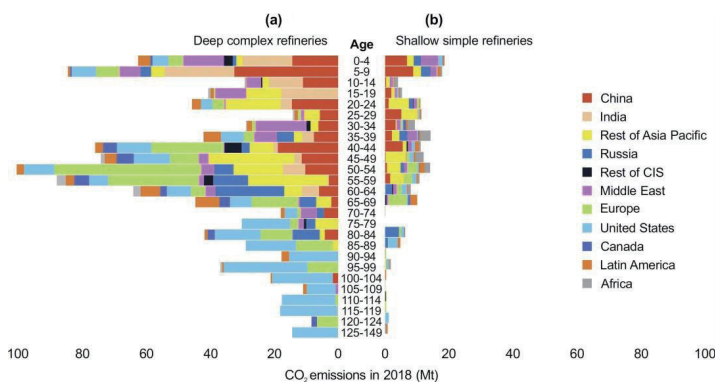 (a)
(b)
Deep complex refineries
Age
Shallow simple refineries
0-4
5-9
10-14
15-19
20-24
25-29
30-34
35-39
40-44
45-49
50-54
55-59
60-64
65-69
70-74
75-79
80-84
85-89
90-94
95-99
100-104
105-109
110-114
115-119
120-124
125-149
China
India
Rest of Asia Pacific
Russia
Rest of CIS
Middle East
Europe
United States
Canada
Latin America
Africa
100 80 60 40 20 0 0 20 40 60 80 100
CO2 emissions in 2018 (Mt)